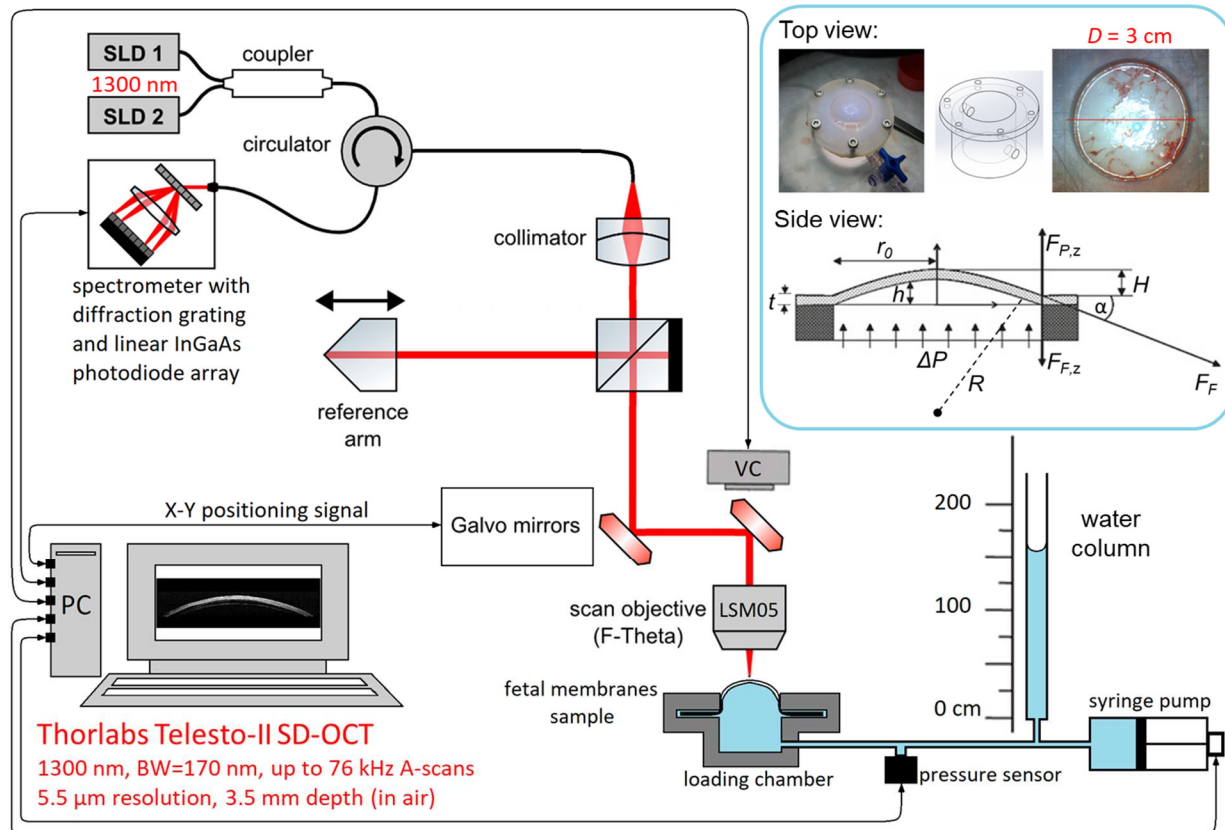 SLD 1
1300 nm
SLD 2
coupler
circulator
collimator
spectrometer with
diffraction grating
and linear InGaAs
photodiode array
reference
arm
X-Y positioning signal
Galvo mirrors
VC
PC
scan objective
(F-Theta)
LSM05
fetal membranes
sample
loading chamber
pressure sensor
syringe pump
water
column
200
100
0 cm
Thorlabs Telesto-II SD-OCT
1300 nm, BW=170 nm, up to 76 kHz A-scans
5.5 µm resolution, 3.5 mm depth (in air)
Top view:
D = 3 cm
Side view:
r0
FP,z
H
t
h
α
ΔP
R
FF,z
FF